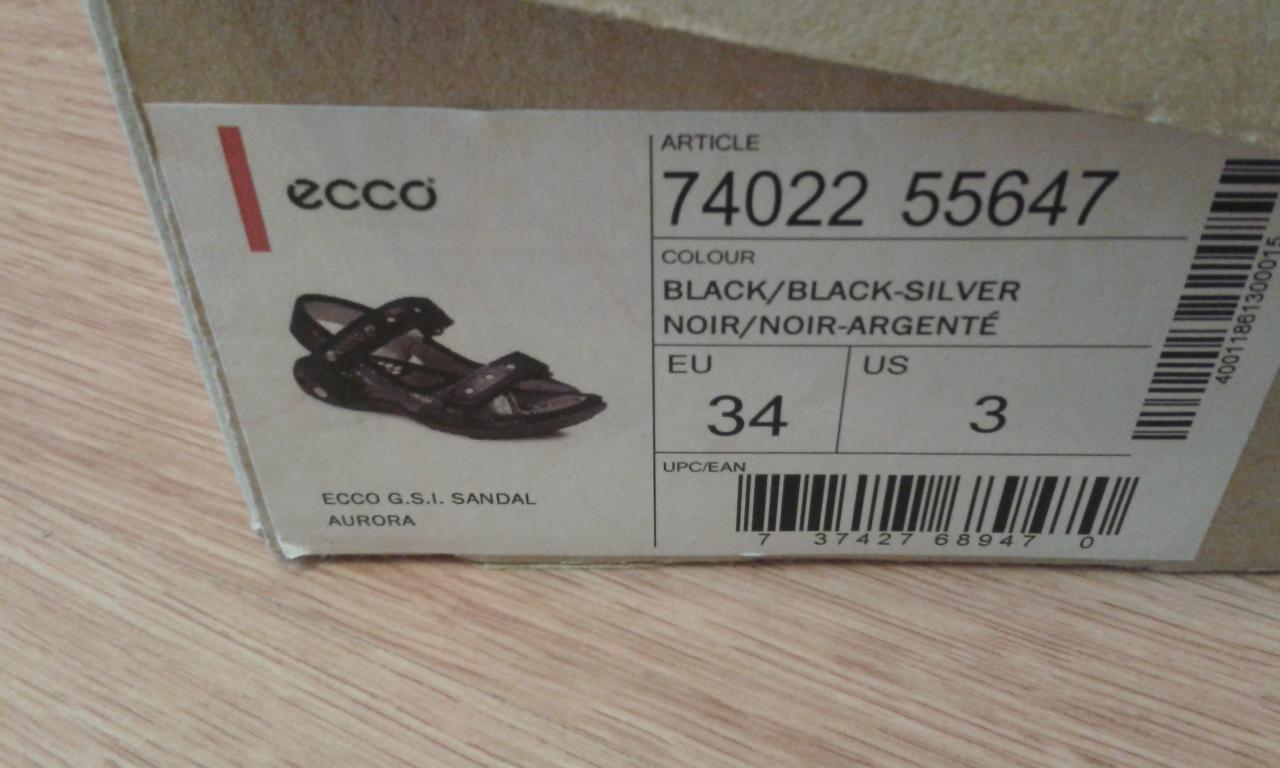 ecco
ECCO G.S.I. SANDAL
AURORA
ARTICLE
74022 55647
COLOUR
BLACK/BLACK-SILVER
NOIR/NOIR-ARGENTÉ
EU
34
US
3
UPC/EAN
7 37427 68947 0
40011861300015